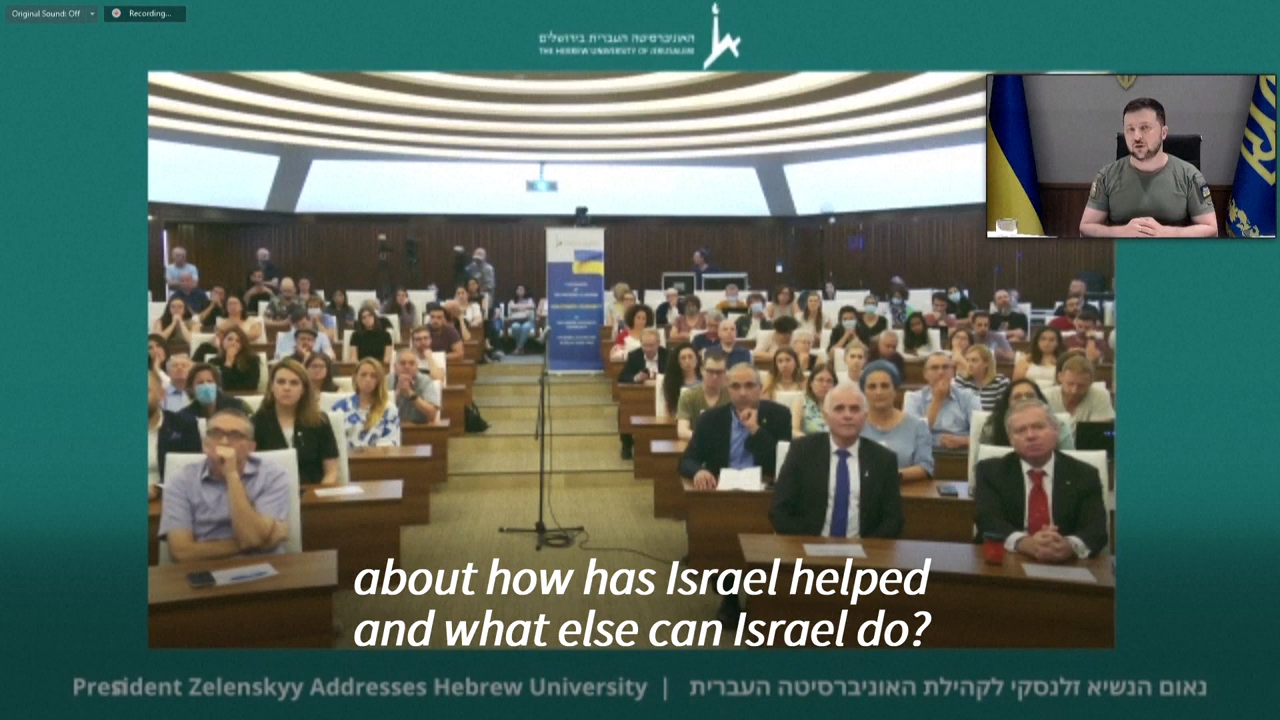 Original Sound: Off
Recording...
האוניברסיטה העברית בירושלים
THE HEBREW UNIVERSITY OF JERUSALEM
about how has Israel helped
and what else can Israel do?
President Zelenskyy Addresses Hebrew University | נאום הנשיא זלנסקי לקהילת האוניברסיטה העברית